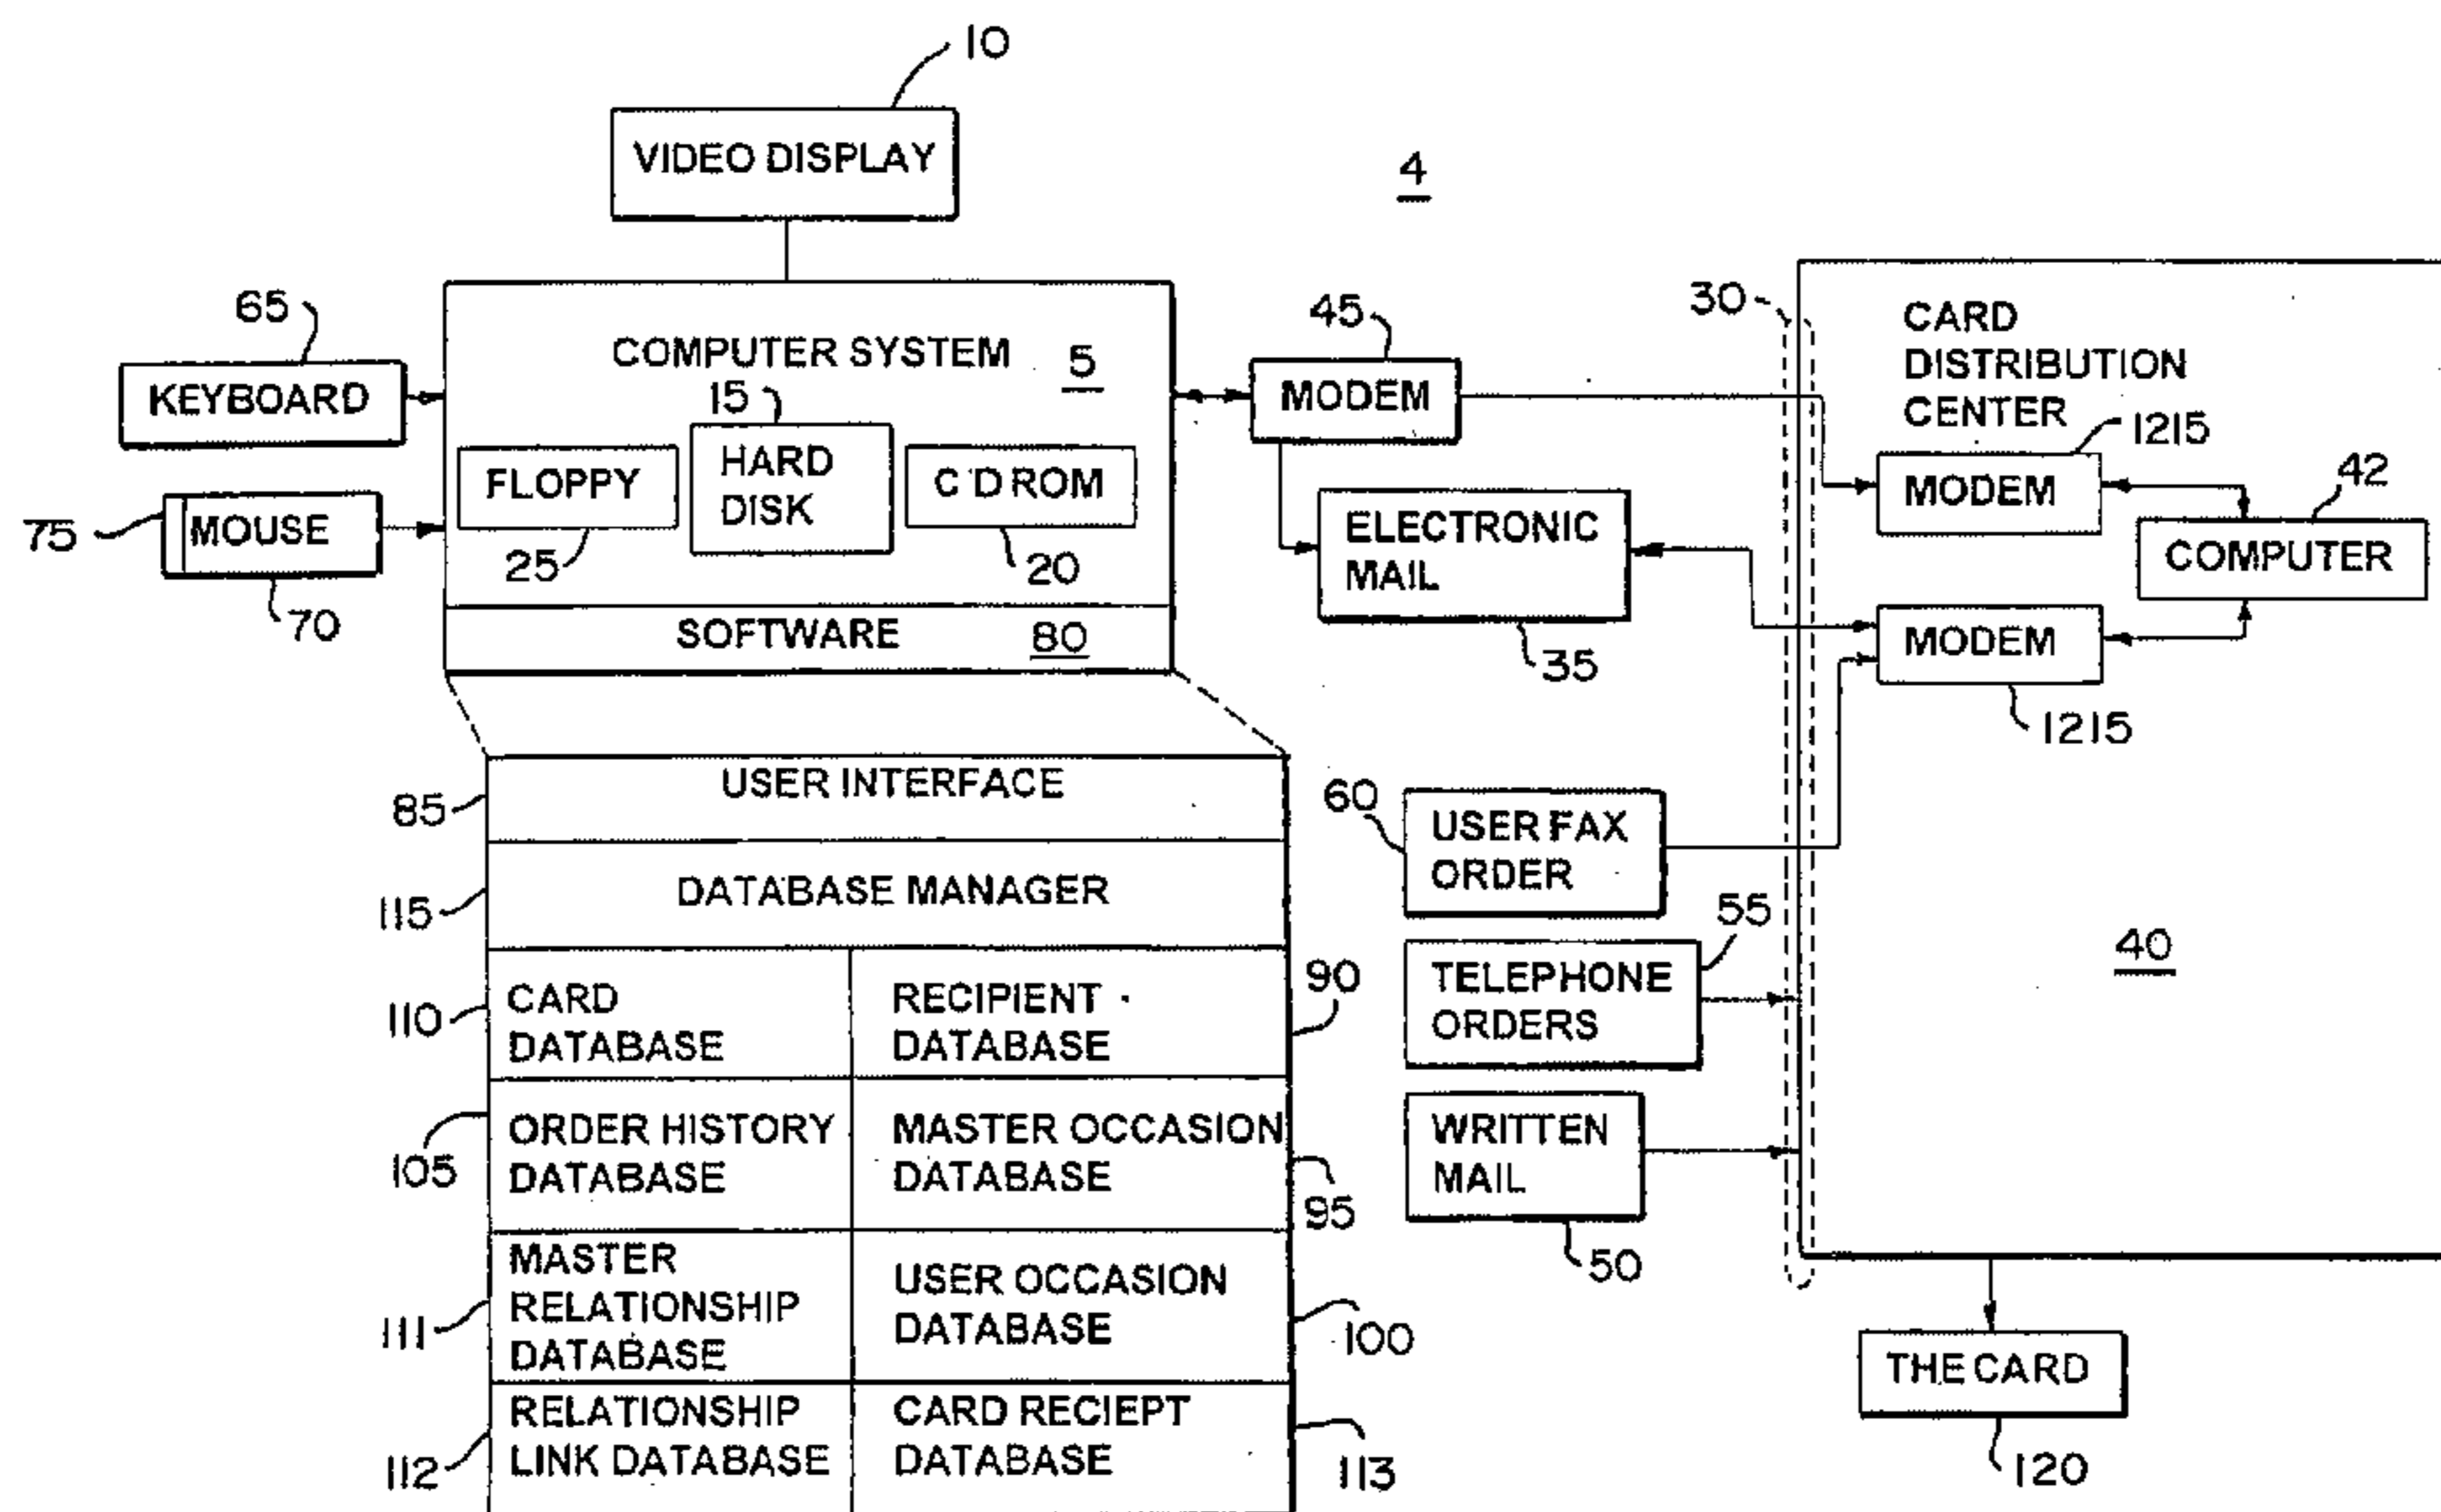 10
VIDEO DISPLAY
4
65
KEYBOARD
75
MOUSE
70
COMPUTER SYSTEM
5
15
FLOPPY
25
HARD
DISK
CD ROM
20
SOFTWARE
80
45
MODEM
ELECTRONIC
MAIL
35
30
CARD
DISTRIBUTION
CENTER
1215
MODEM
42
COMPUTER
MODEM
1215
40
85
USER INTERFACE
115
DATABASE MANAGER
110
CARD
DATABASE
RECIPIENT
DATABASE
90
105
ORDER HISTORY
DATABASE
MASTER OCCASION
DATABASE
95
111
MASTER
RELATIONSHIP
DATABASE
USER OCCASION
DATABASE
100
112
RELATIONSHIP
LINK DATABASE
CARD RECIEPT
DATABASE
113
60
USER FAX
ORDER
55
TELEPHONE
ORDERS
WRITTEN
MAIL
50
THE CARD
120